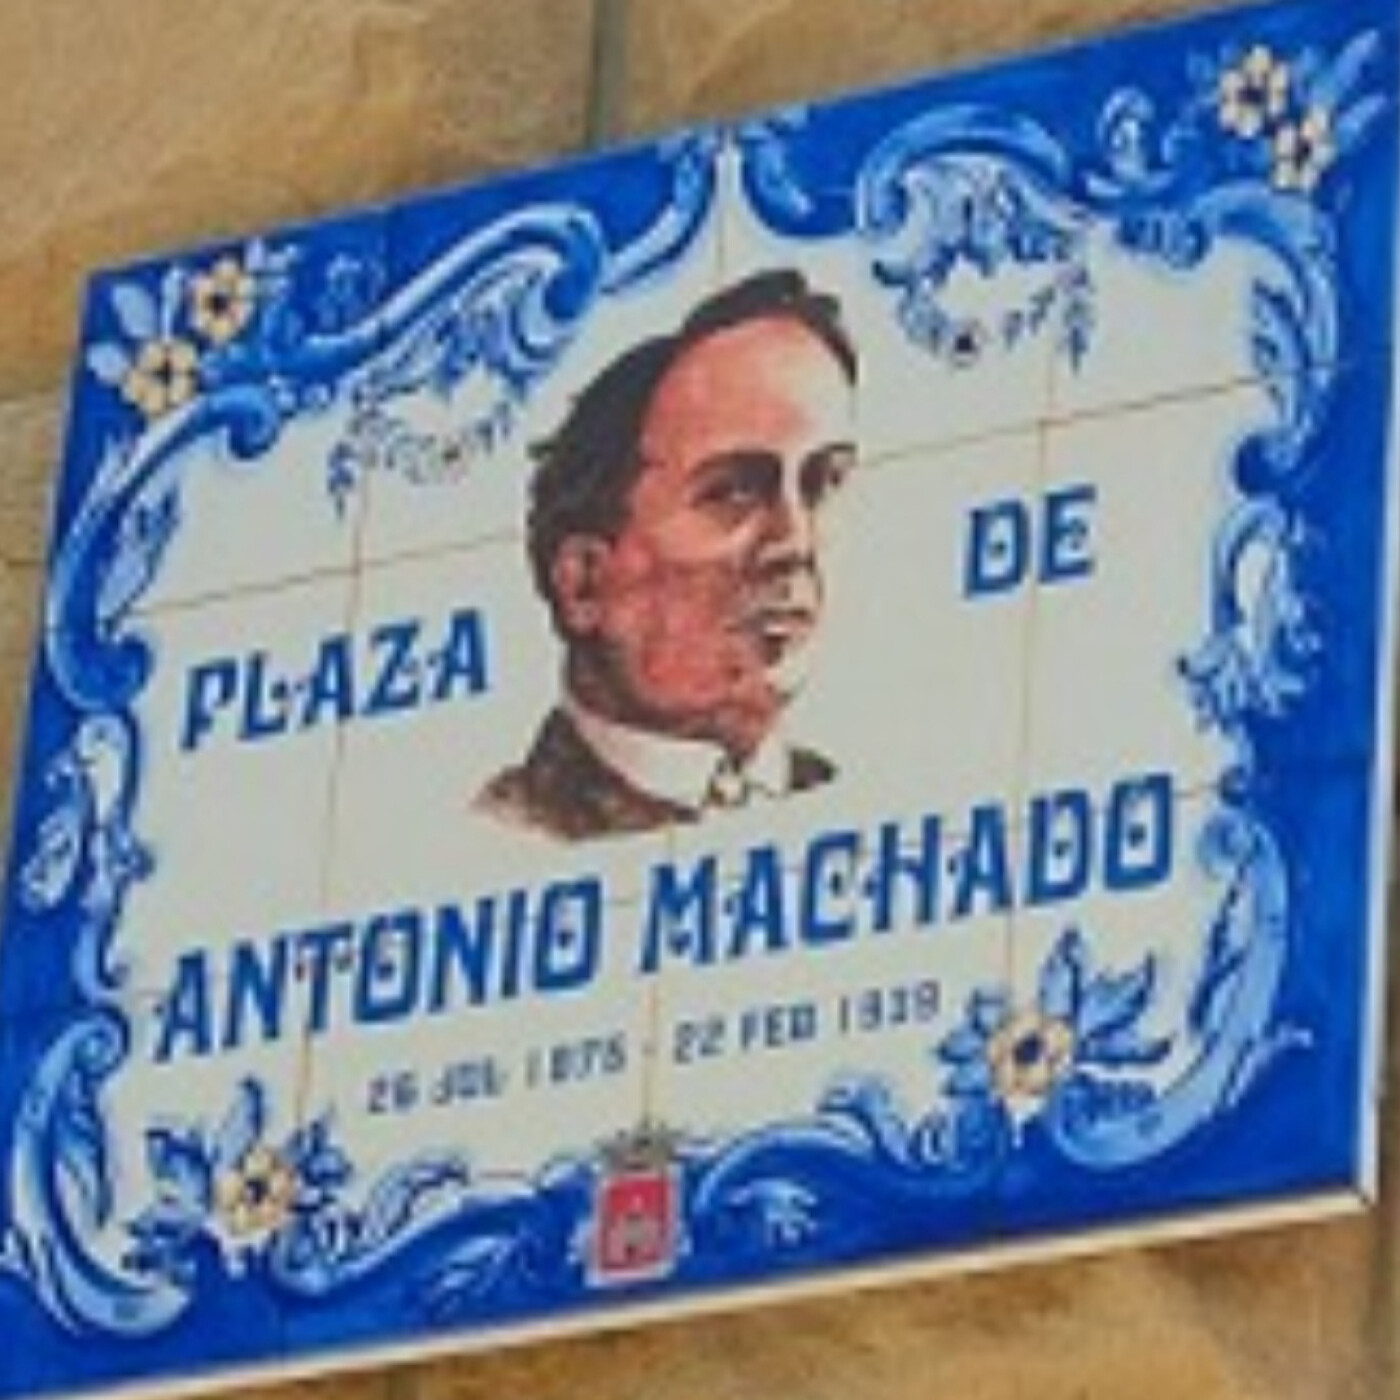 PLAZA DE
ANTONIO MACHADO
26 JUL 1875 - 22 FEB 1939